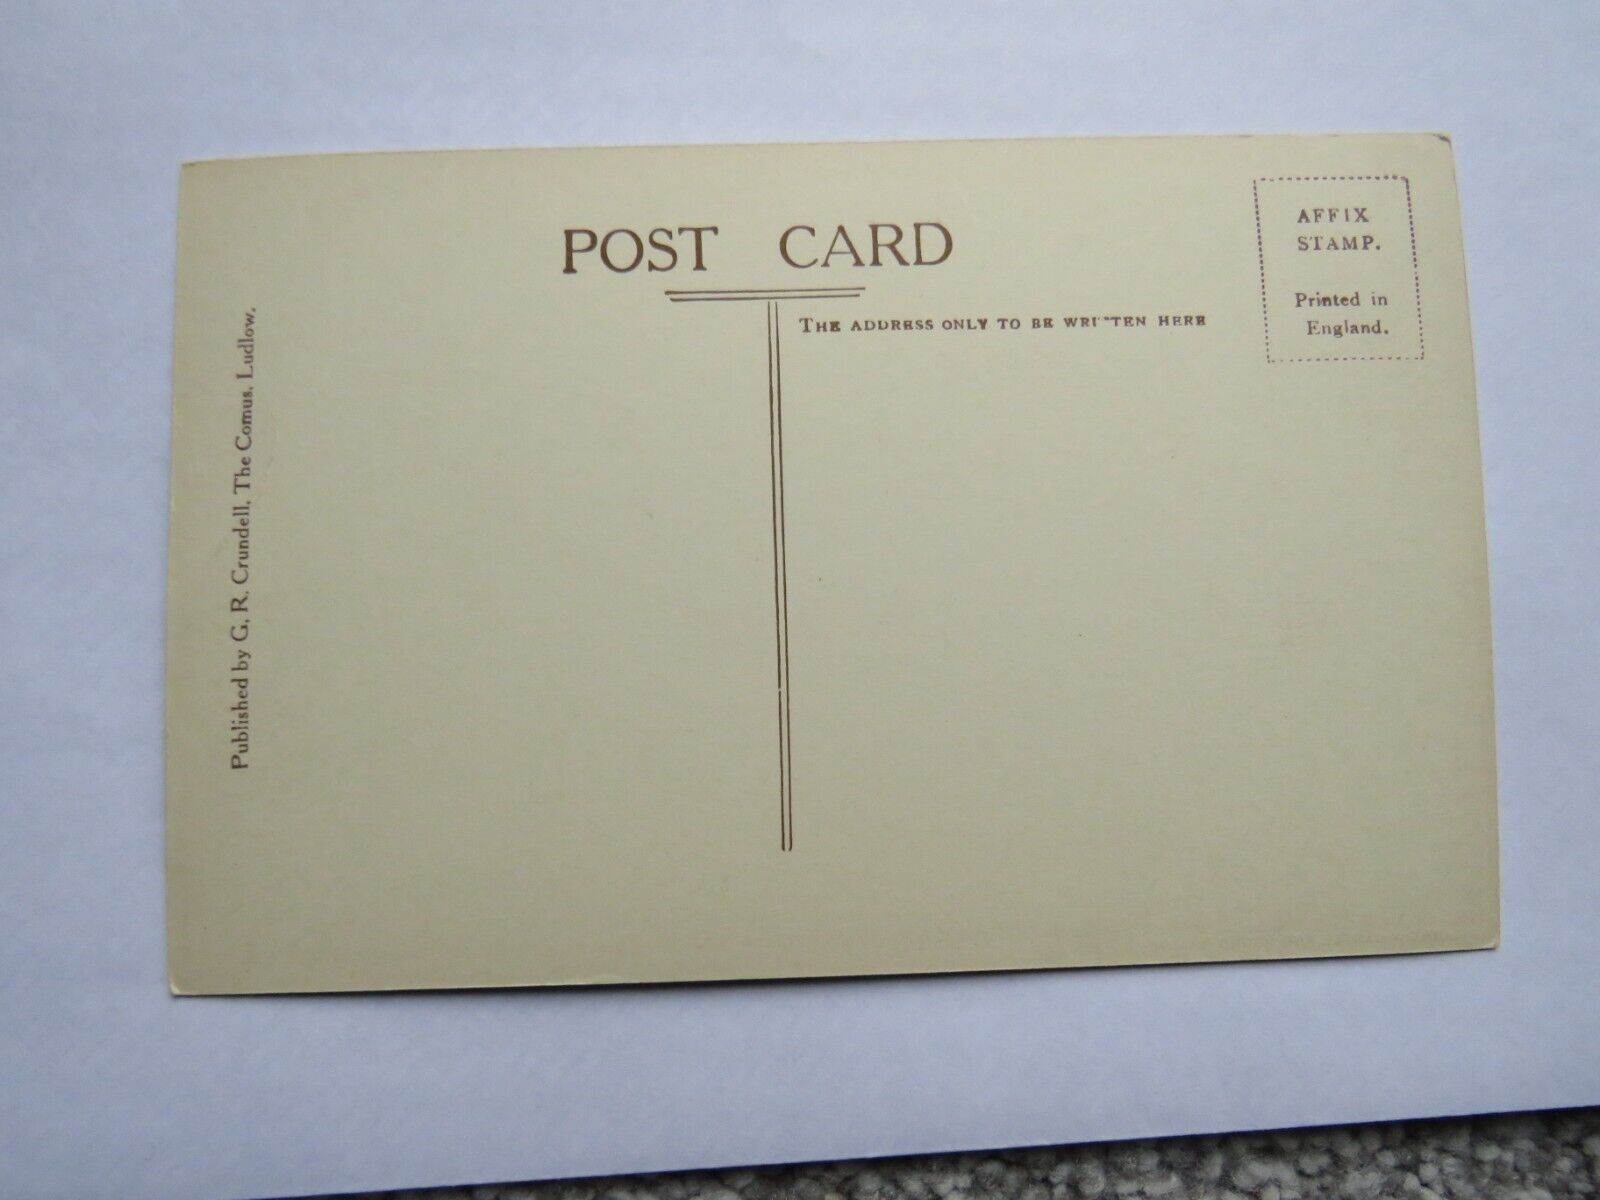 POST CARD
AFFIX
STAMP.
Printed in
England.
THE ADDRESS ONLY TO BE WRITTEN HERE
Published by G. R. Crundell, The Comus, Ludlow.